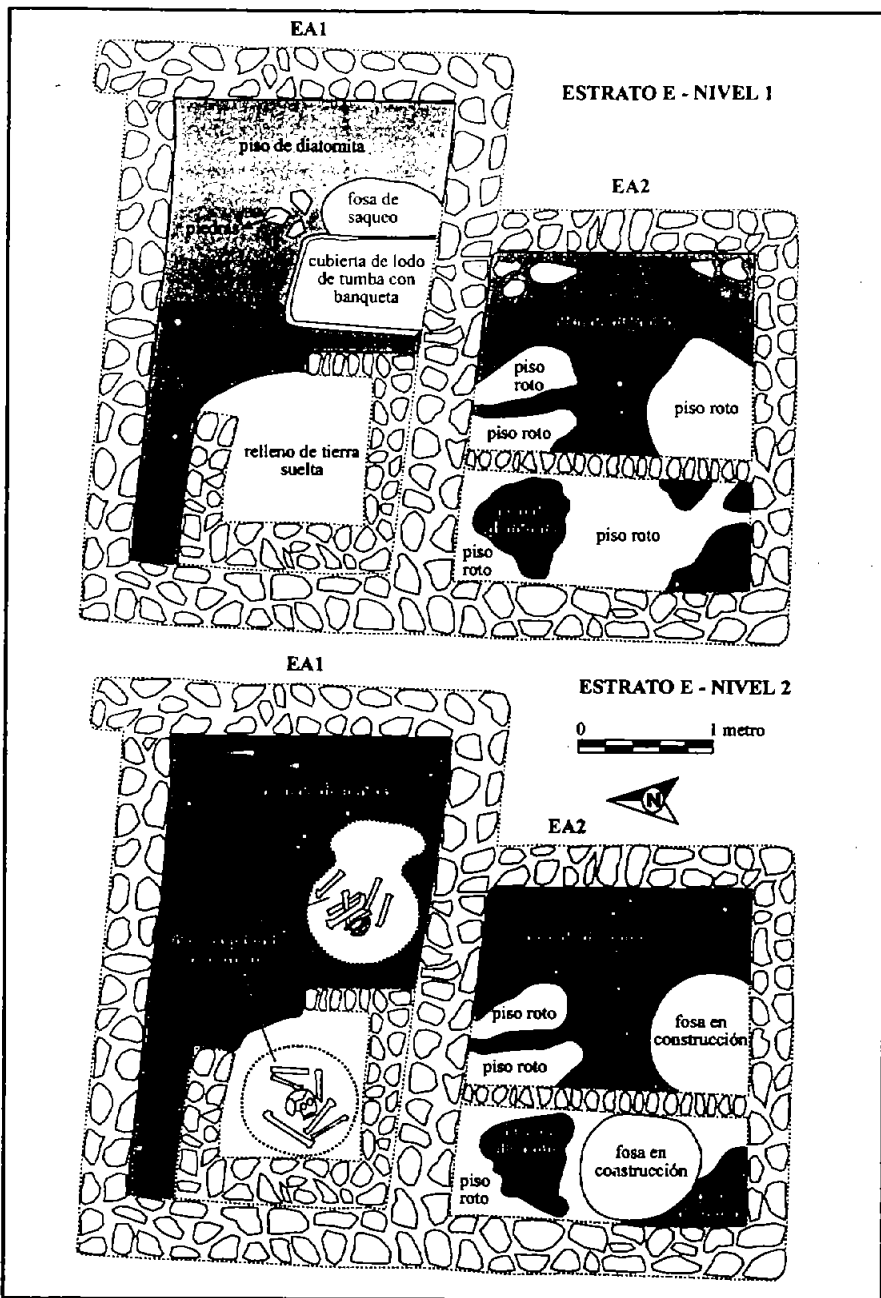 EA1
ESTRATO E - NIVEL 1
piso de diatomita
EA2
fosa de
saqueo
piedras
cubierta de lodo
de tumba con
banqueta
piso
roto
piso roto
piso roto
relleno de tierra
suelta
piso roto
piso
roto
EA1
ESTRATO E - NIVEL 2
0 1 metro
N
EA2
piso roto
fosa en
construcción
piso roto
fosa en
construcción
piso
roto